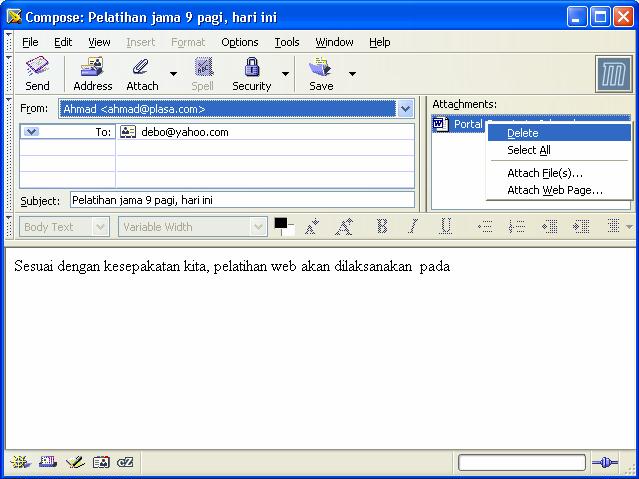 Compose: Pelatihan jama 9 pagi, hari ini
File Edit View Insert Format Options Tools Window Help
Send Address Attach Spell Security Save
From: Ahmad <ahmad@plasa.com>
To: debo@yahoo.com
Subject: Pelatihan jama 9 pagi, hari ini
Attachments:
Portal
Delete
Select All
Attach File(s)...
Attach Web Page...
Body Text Variable Width
Sesuai dengan kesepakatan kita, pelatihan web akan dilaksanakan pada